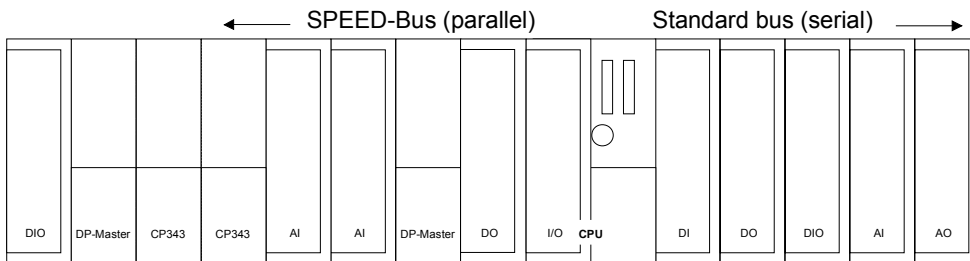 SPEED-Bus (parallel) Standard bus (serial)
DIO DP-Master CP343 CP343 AI AI DP-Master DO I/O CPU DI DO DIO AI AO